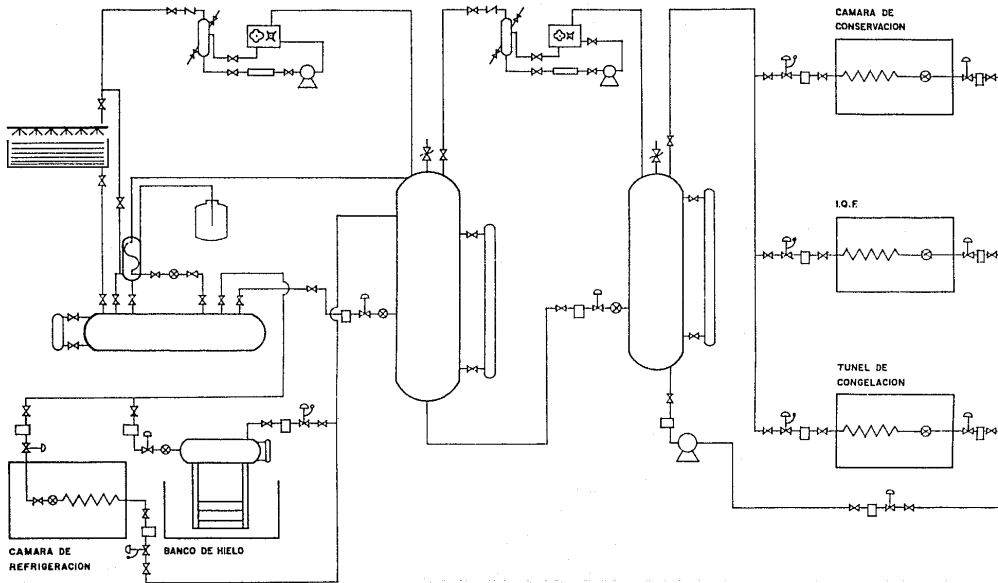 CAMARA DE
CONSERVACION
I.Q.F.
TUNEL DE
CONGELACION
CAMARA DE
REFRIGERACION
BANCO DE HIELO